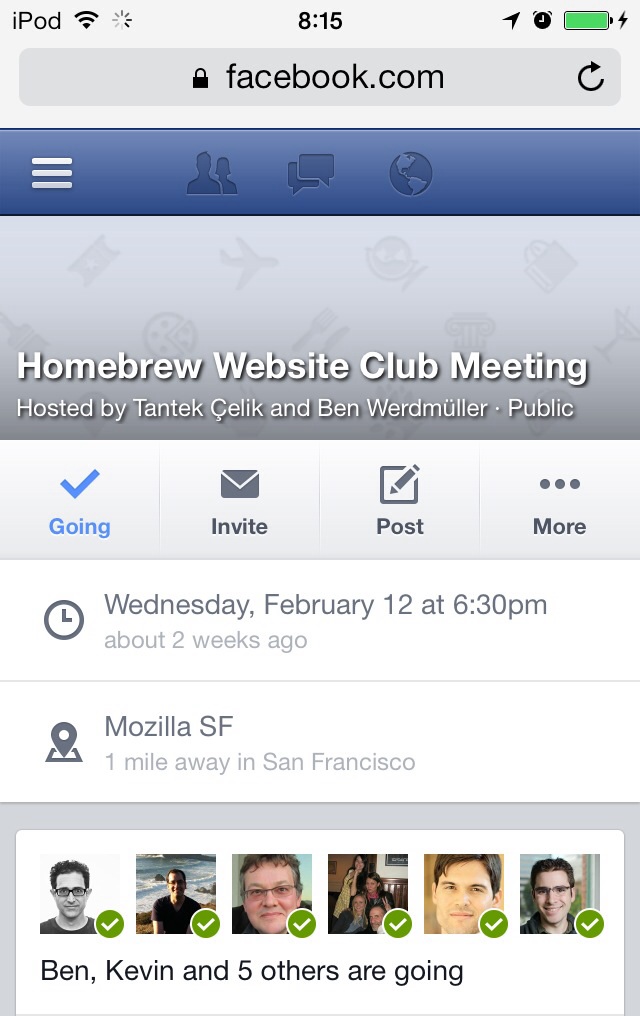 iPod 8:15
facebook.com
Homebrew Website Club Meeting
Hosted by Tantek Çelik and Ben Werdmüller · Public
Going Invite Post More
Wednesday, February 12 at 6:30pm
about 2 weeks ago
Mozilla SF
1 mile away in San Francisco
Ben, Kevin and 5 others are going